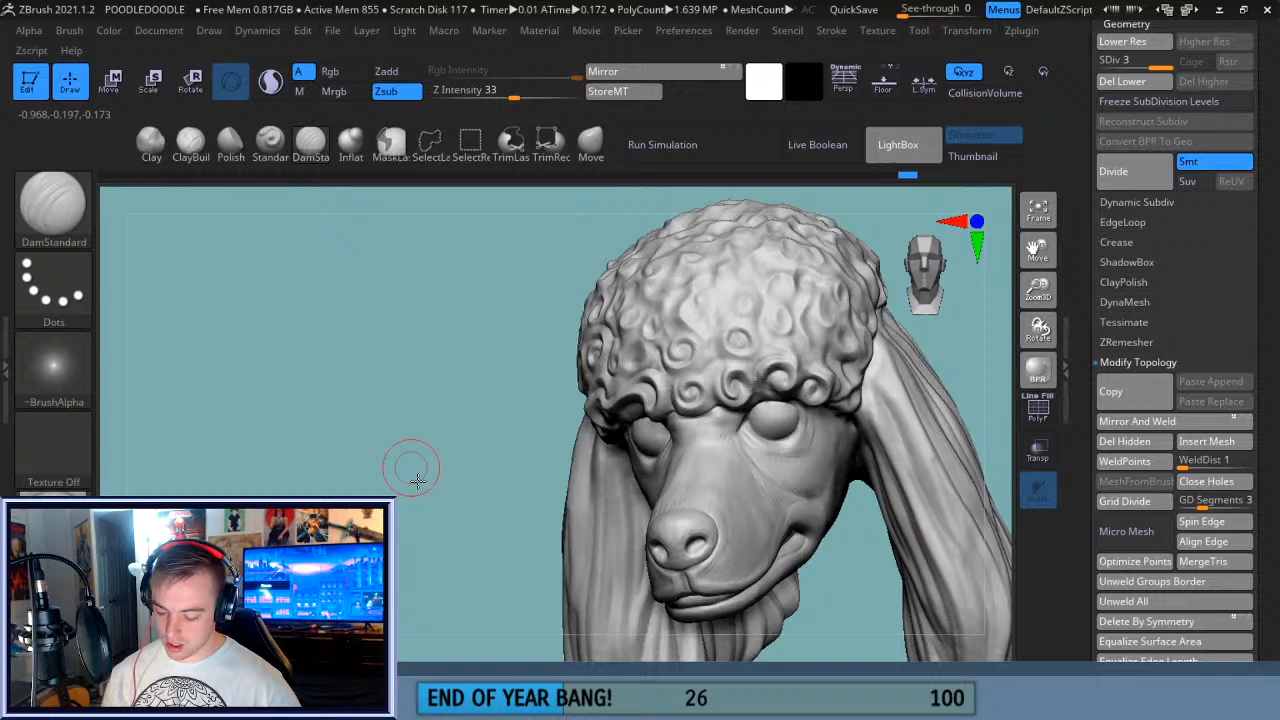 ZBrush 2021.1.2 POODLEDOODLE • Free Mem 0.817GB • Active Mem 855 • Scratch Disk 117 • Timer▶0.01 ATime▶0.172 • PolyCount▶1.639 MP • MeshCount▶ AC QuickSave See-through 0 Menus DefaultZScript
Alpha Brush Color Document Draw Dynamics Edit File Layer Light Macro Marker Material Movie Picker Preferences Render Stencil Stroke Texture Tool Transform Zplugin
Zscript Help
Edit Draw Move Scale Rotate
A Rgb Zadd Rgb Intensity Mirror
M Mrgb Zsub Z Intensity 33 StoreMT
Dynamic Persp Floor L.Sym XYZ CollisionVolume
-0.968,-0.197,-0.173
Clay ClayBuil Polish Standar DamSta Inflat MaskLa SelectLa SelectRe TrimLas TrimRec Move
Run Simulation Live Boolean LightBox Silhouette
Thumbnail
DamStandard
Dots
~BrushAlpha
Texture Off
Frame
Move
Zoom3D
Rotate
BPR
Line Fill
PolyF
Transp
Geometry
Lower Res Higher Res
SDiv 3 Cage Rstr
Del Lower Del Higher
Freeze SubDivision Levels
Reconstruct Subdiv
Convert BPR To Geo
Divide Smt
Suv ReUV
Dynamic Subdiv
EdgeLoop
Crease
ShadowBox
ClayPolish
DynaMesh
Tessimate
ZRemesher
Modify Topology
Copy Paste Append
Paste Replace
Mirror And Weld
Del Hidden Insert Mesh
WeldPoints WeldDist 1
MeshFromBrus Close Holes
Grid Divide GD Segments 3
Micro Mesh Spin Edge
Align Edge
Optimize Points MergeTris
Unweld Groups Border
Unweld All
Delete By Symmetry
Equalize Surface Area
END OF YEAR BANG! 26 100